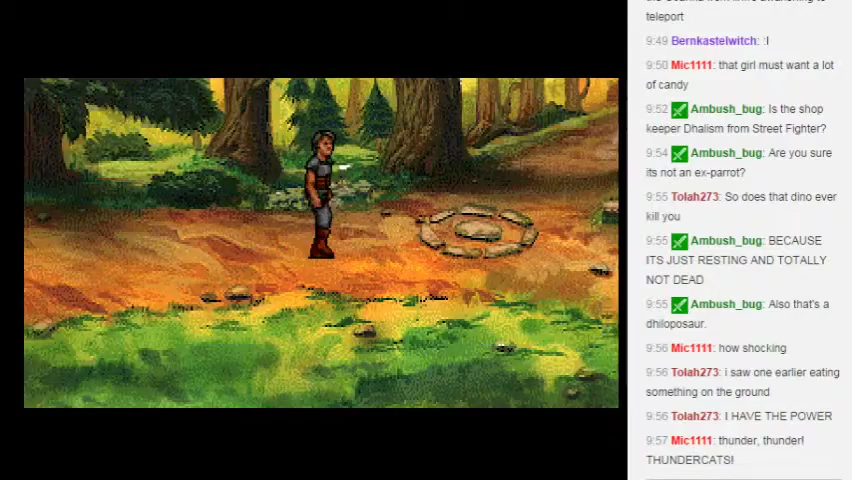 teleport
9:49 Bernkastelwitch: :I
9:50 Mic1111: that girl must want a lot
of candy
9:52 Ambush_bug: Is the shop
keeper Dhalism from Street Fighter?
9:54 Ambush_bug: Are you sure
its not an ex-parrot?
9:55 Tolah273: So does that dino ever
kill you
9:55 Ambush_bug: BECAUSE
ITS JUST RESTING AND TOTALLY
NOT DEAD
9:55 Ambush_bug: Also that's a
dhiloposaur.
9:56 Mic1111: how shocking
9:56 Tolah273: i saw one earlier eating
something on the ground
9:56 Tolah273: I HAVE THE POWER
9:57 Mic1111: thunder, thunder!
THUNDERCATS!